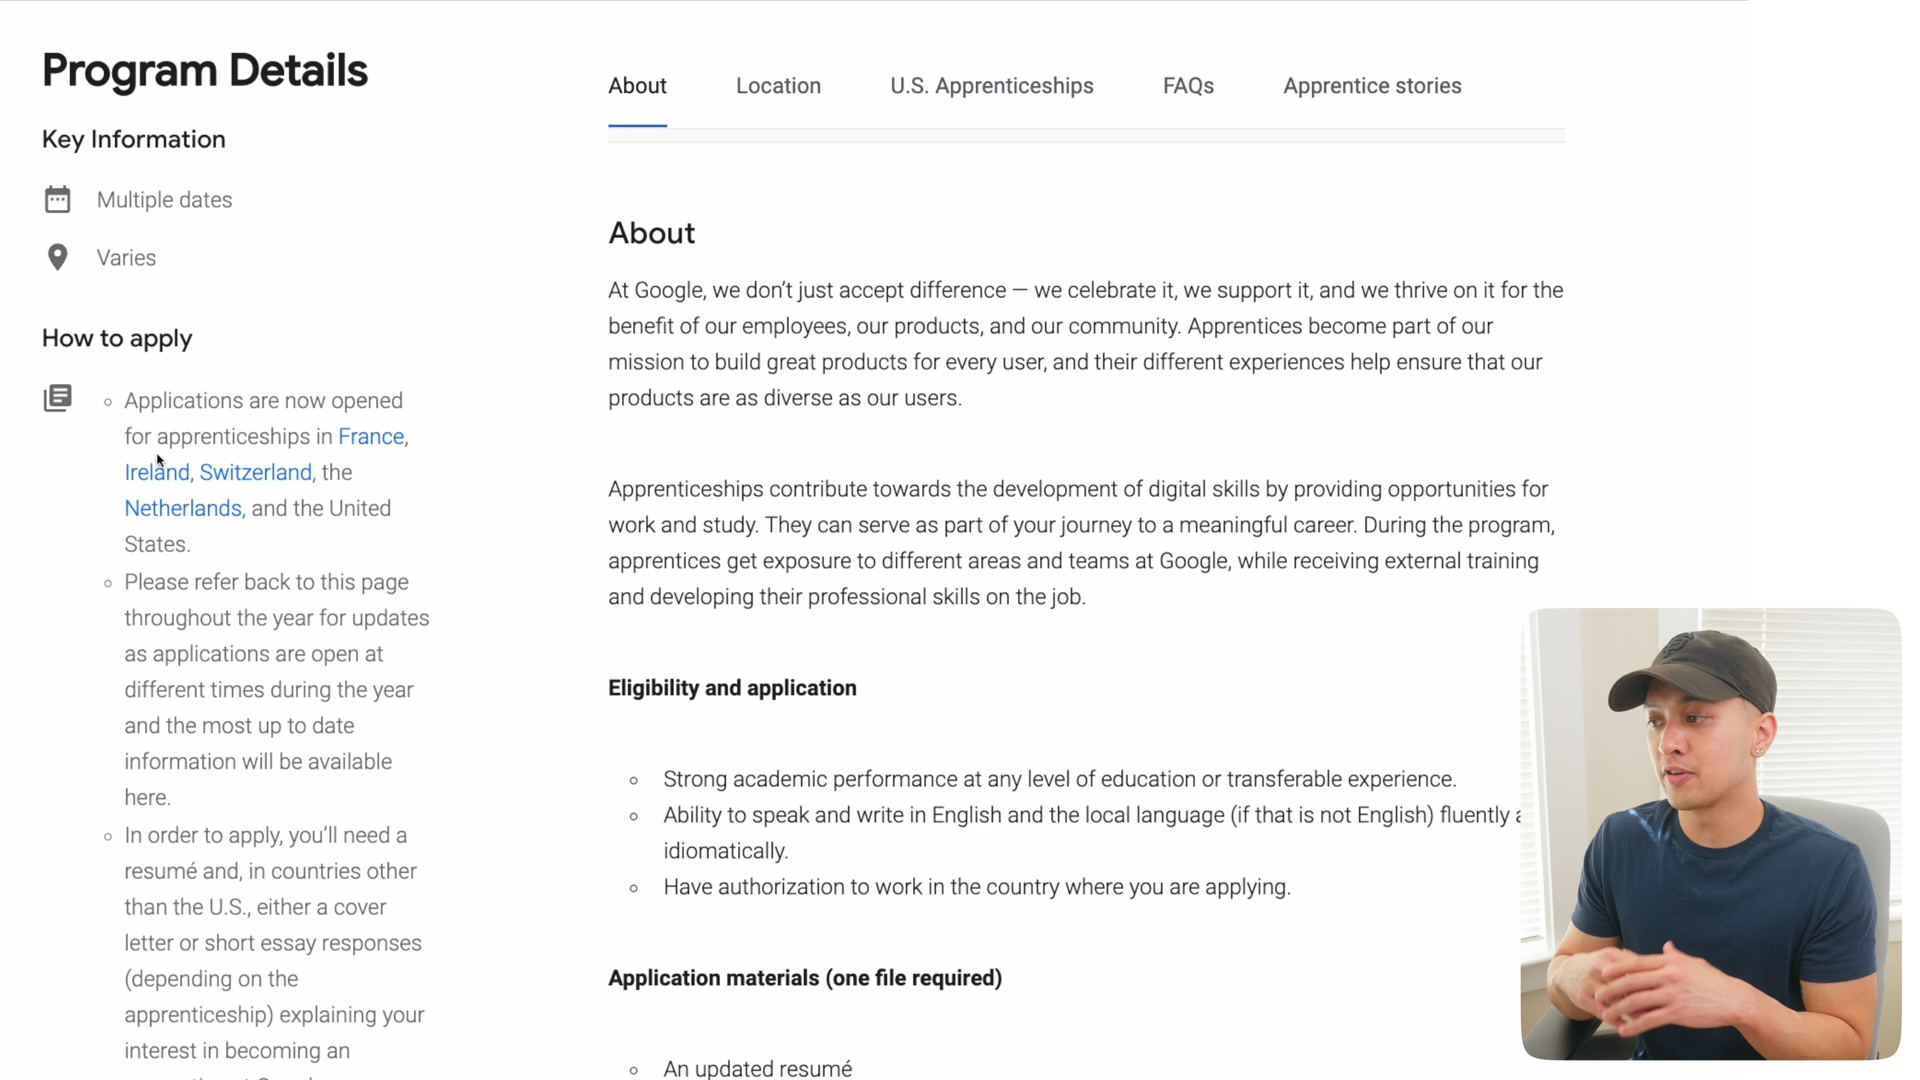 Program Details
Key Information
Multiple dates
Varies
How to apply
Applications are now opened
for apprenticeships in France,
Ireland, Switzerland, the
Netherlands, and the United
States.
Please refer back to this page
throughout the year for updates
as applications are open at
different times during the year
and the most up to date
information will be available
here.
In order to apply, you’ll need a
resumé and, in countries other
than the U.S., either a cover
letter or short essay responses
(depending on the
apprenticeship) explaining your
interest in becoming an
About
Location
U.S. Apprenticeships
FAQs
Apprentice stories
About
At Google, we don’t just accept difference — we celebrate it, we support it, and we thrive on it for the
benefit of our employees, our products, and our community. Apprentices become part of our
mission to build great products for every user, and their different experiences help ensure that our
products are as diverse as our users.
Apprenticeships contribute towards the development of digital skills by providing opportunities for
work and study. They can serve as part of your journey to a meaningful career. During the program,
apprentices get exposure to different areas and teams at Google, while receiving external training
and developing their professional skills on the job.
Eligibility and application
Strong academic performance at any level of education or transferable experience.
Ability to speak and write in English and the local language (if that is not English) fluently
idiomatically.
Have authorization to work in the country where you are applying.
Application materials (one file required)
An updated resumé